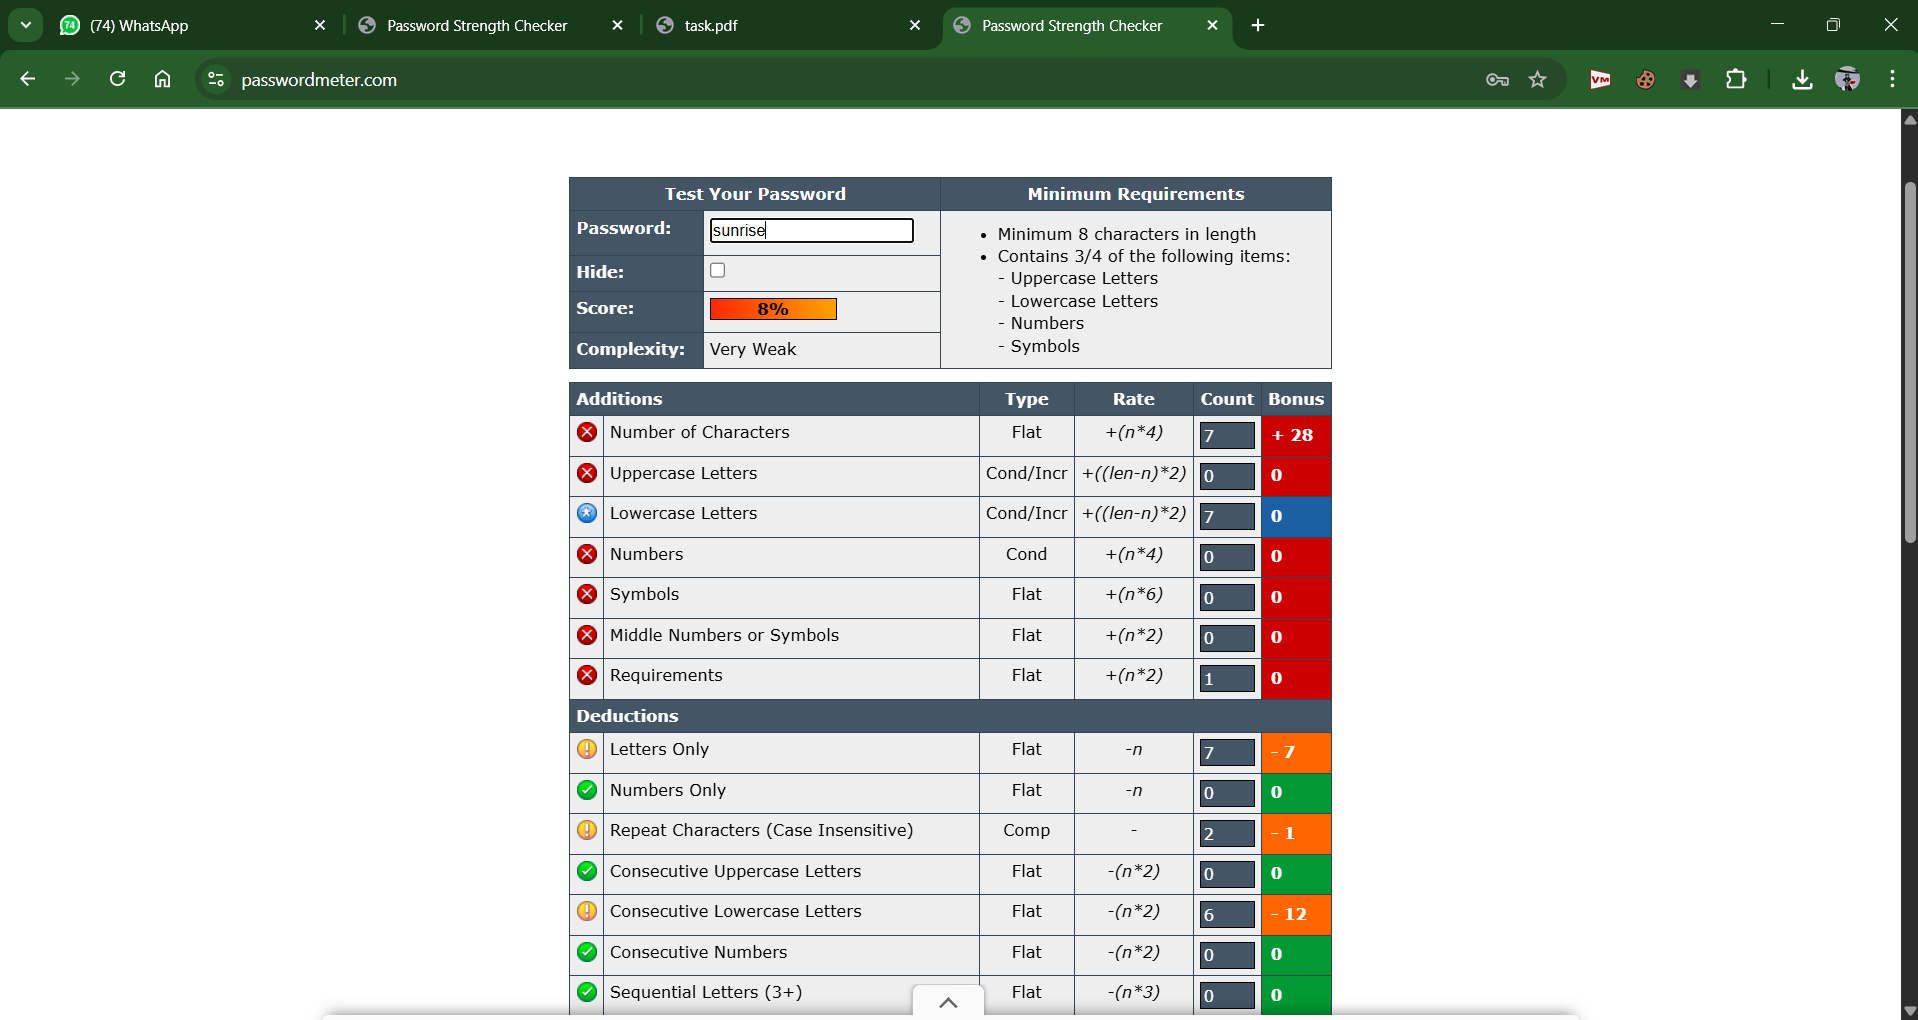 74 (74) WhatsApp
Password Strength Checker
task.pdf
Password Strength Checker
passwordmeter.com
VM
Test Your Password Minimum Requirements
Password: sunrise
Hide:
Score: 8%
Complexity: Very Weak
• Minimum 8 characters in length
• Contains 3/4 of the following items:
- Uppercase Letters
- Lowercase Letters
- Numbers
- Symbols
Additions Type Rate Count Bonus
Number of Characters Flat +(n*4) 7 + 28
Uppercase Letters Cond/Incr +((len-n)*2) 0 0
Lowercase Letters Cond/Incr +((len-n)*2) 7 0
Numbers Cond +(n*4) 0 0
Symbols Flat +(n*6) 0 0
Middle Numbers or Symbols Flat +(n*2) 0 0
Requirements Flat +(n*2) 1 0
Deductions
Letters Only Flat -n 7 - 7
Numbers Only Flat -n 0 0
Repeat Characters (Case Insensitive) Comp - 2 - 1
Consecutive Uppercase Letters Flat -(n*2) 0 0
Consecutive Lowercase Letters Flat -(n*2) 6 - 12
Consecutive Numbers Flat -(n*2) 0 0
Sequential Letters (3+) Flat -(n*3) 0 0